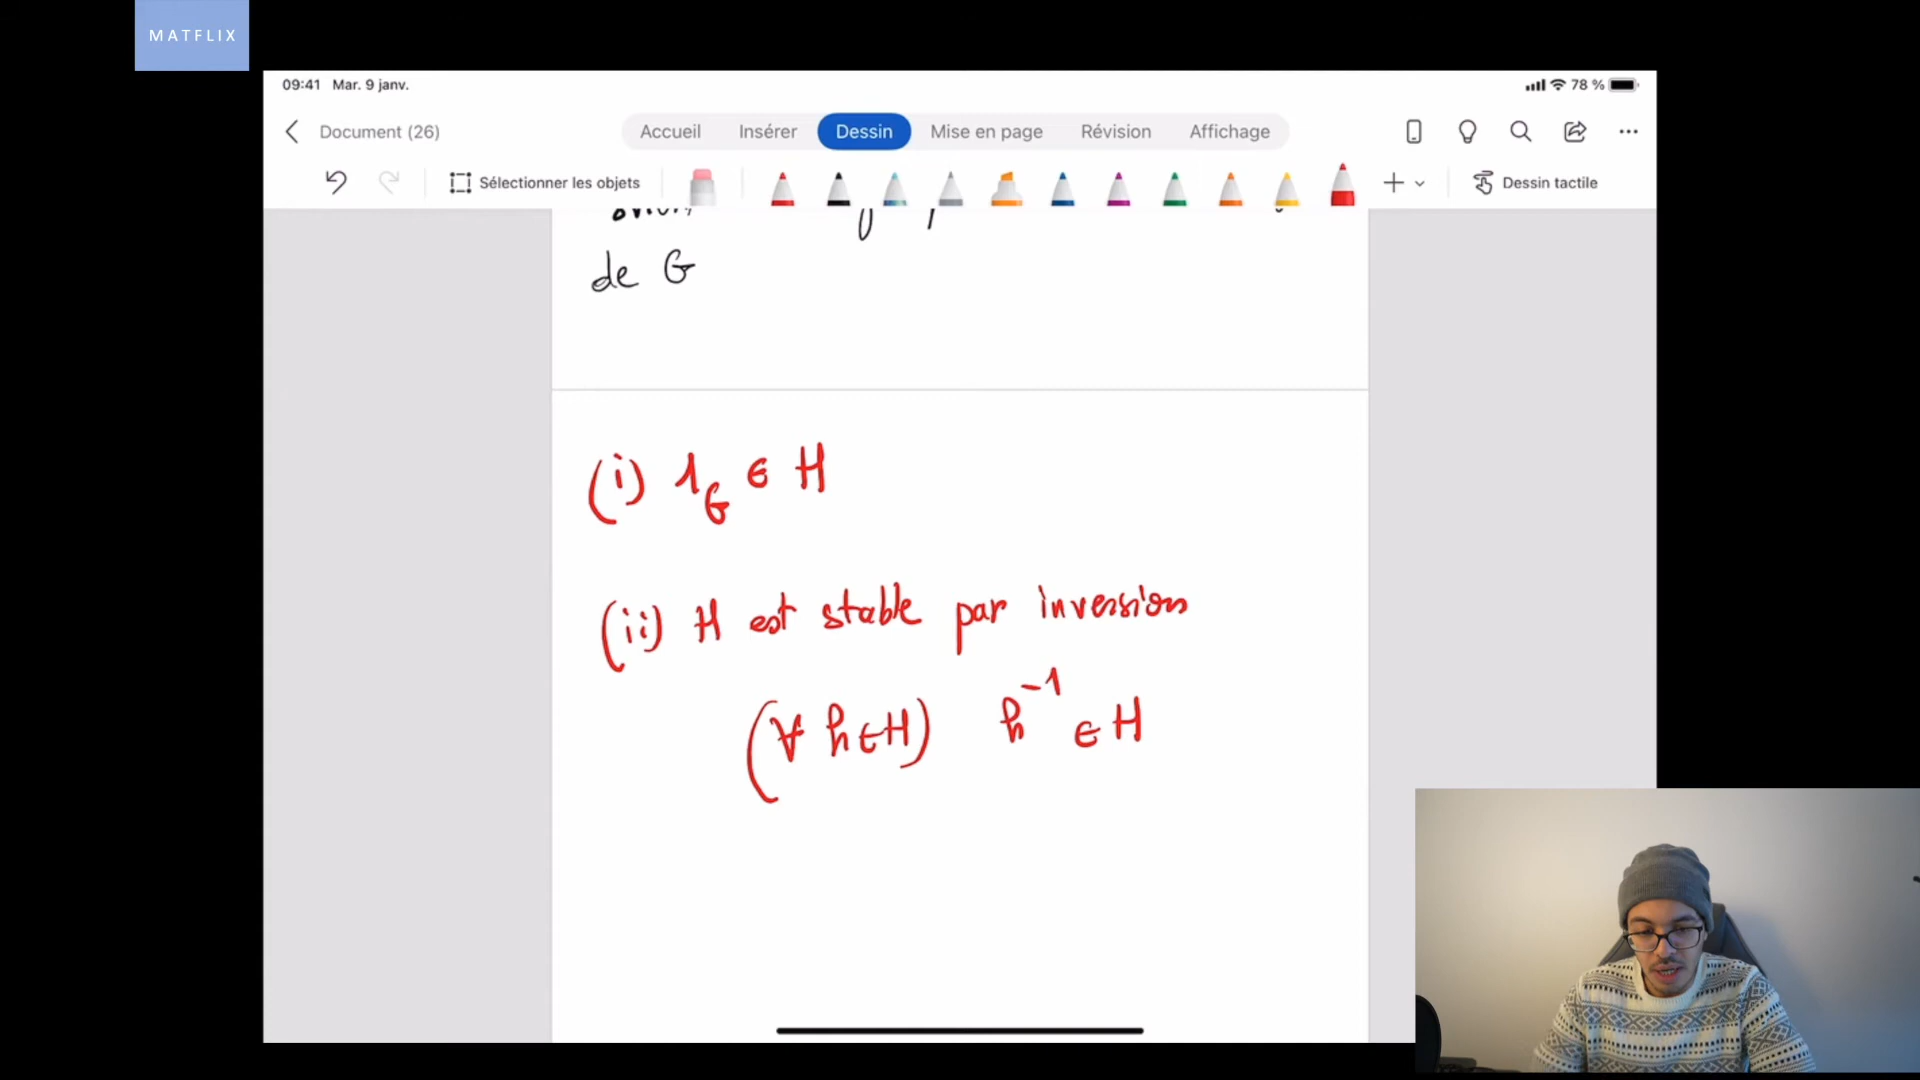 MATFLIX
09:41 Mar. 9 janv.
78 %
Document (26)
Accueil Insérer Dessin Mise en page Révision Affichage
Sélectionner les objets
Dessin tactile
de G
(i) 1_G ∈ H
(ii) H est stable par inversion
(∀ h ∈ H) h^-1 ∈ H